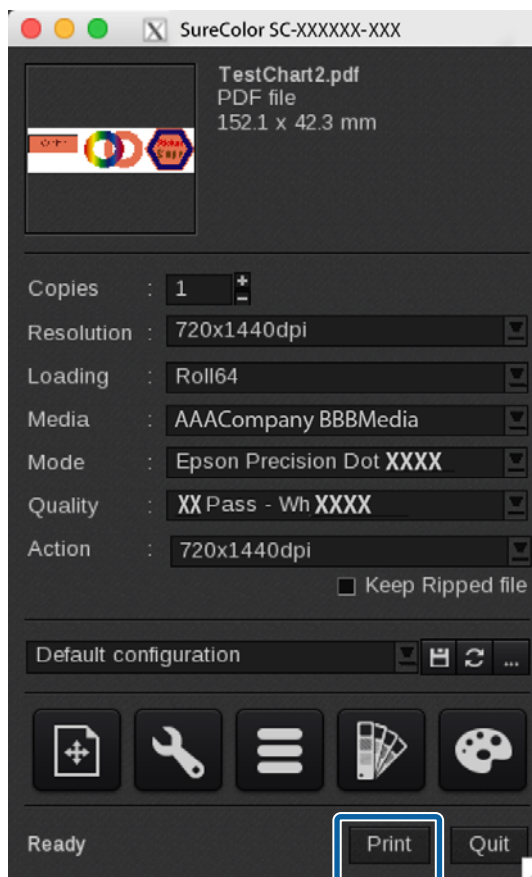 SureColor SC-XXXXXX-XXX
TestChart2.pdf
PDF file
152.1 x 42.3 mm
Copies : 1
Resolution : 720x1440dpi
Loading : Roll64
Media : AAACompany BBBMedia
Mode : Epson Precision Dot XXXX
Quality : XX Pass - Wh XXXX
Action : 720x1440dpi
Keep Ripped file
Default configuration ...
Ready Print Quit